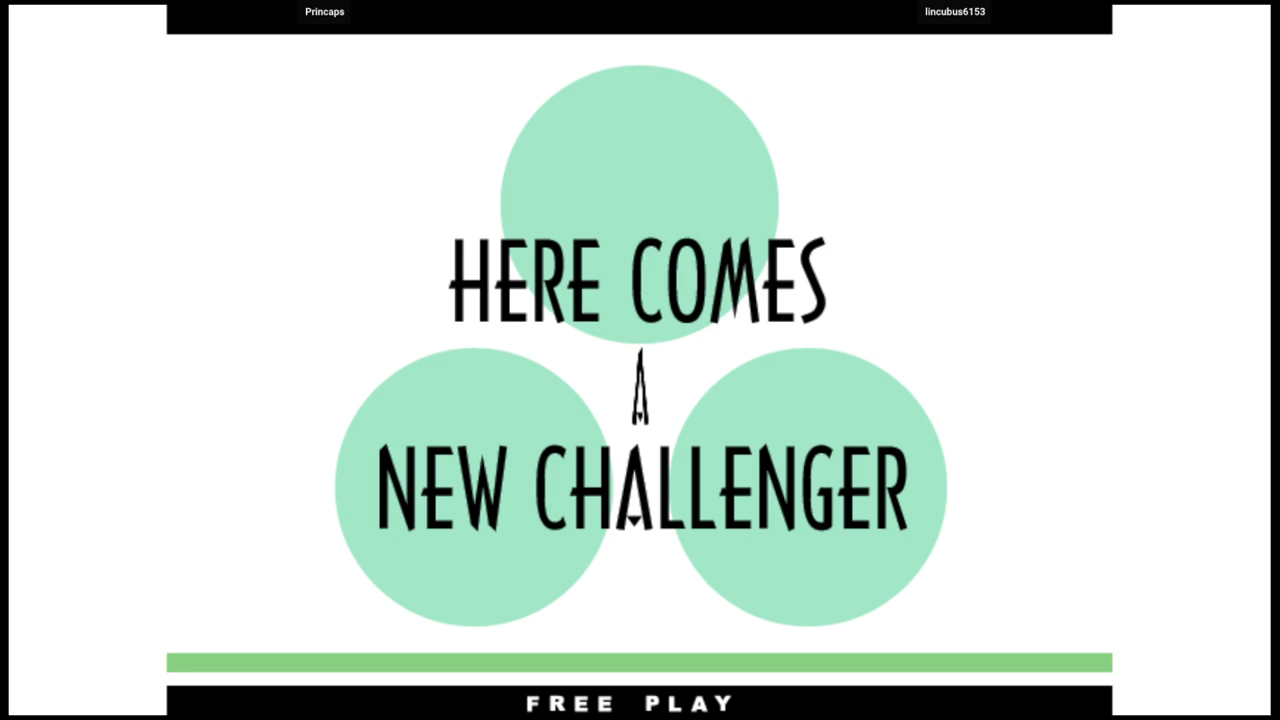 Princaps
lincubus6153
HERE COMES
A
NEW CHALLENGER
FREE PLAY